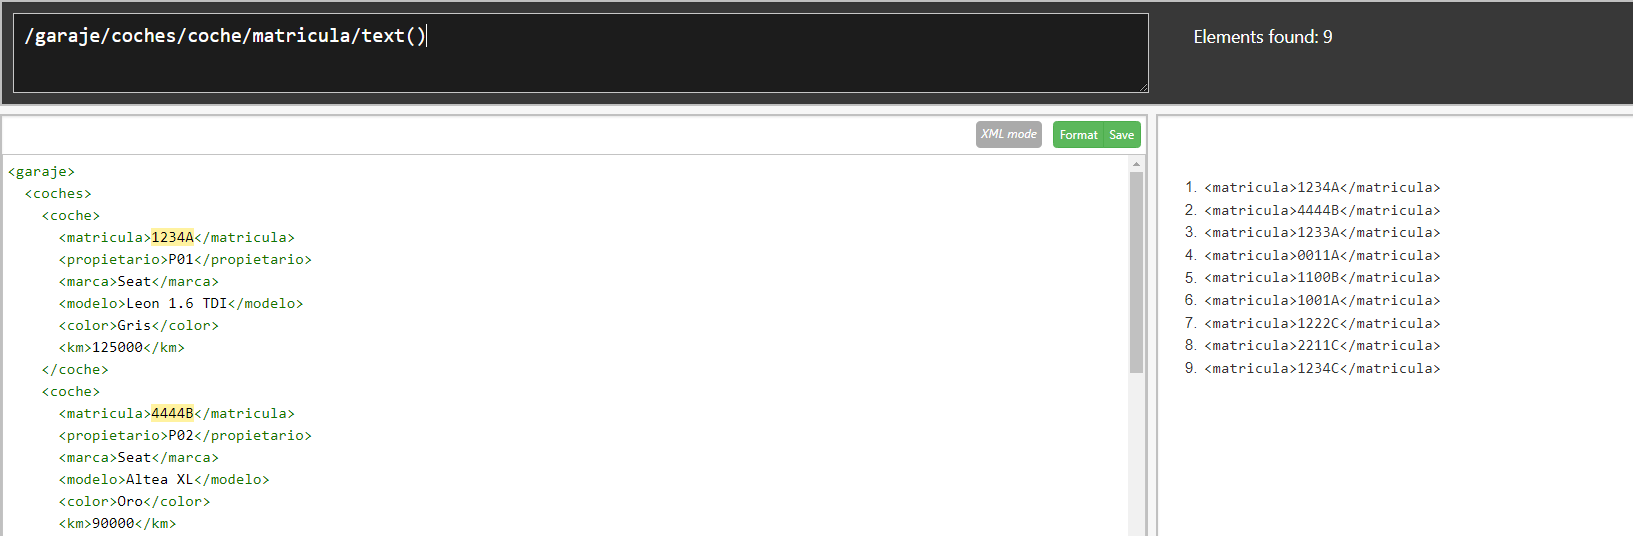 /garaje/coches/coche/matricula/text()
Elements found: 9
XML mode
Format
Save
<garaje>
<coches>
<coche>
<matricula>1234A</matricula>
<propietario>P01</propietario>
<marca>Seat</marca>
<modelo>Leon 1.6 TDI</modelo>
<color>Gris</color>
<km>125000</km>
</coche>
<coche>
<matricula>4444B</matricula>
<propietario>P02</propietario>
<marca>Seat</marca>
<modelo>Altea XL</modelo>
<color>Oro</color>
<km>90000</km>
1. <matricula>1234A</matricula>
2. <matricula>4444B</matricula>
3. <matricula>1233A</matricula>
4. <matricula>0011A</matricula>
5. <matricula>1100B</matricula>
6. <matricula>1001A</matricula>
7. <matricula>1222C</matricula>
8. <matricula>2211C</matricula>
9. <matricula>1234C</matricula>